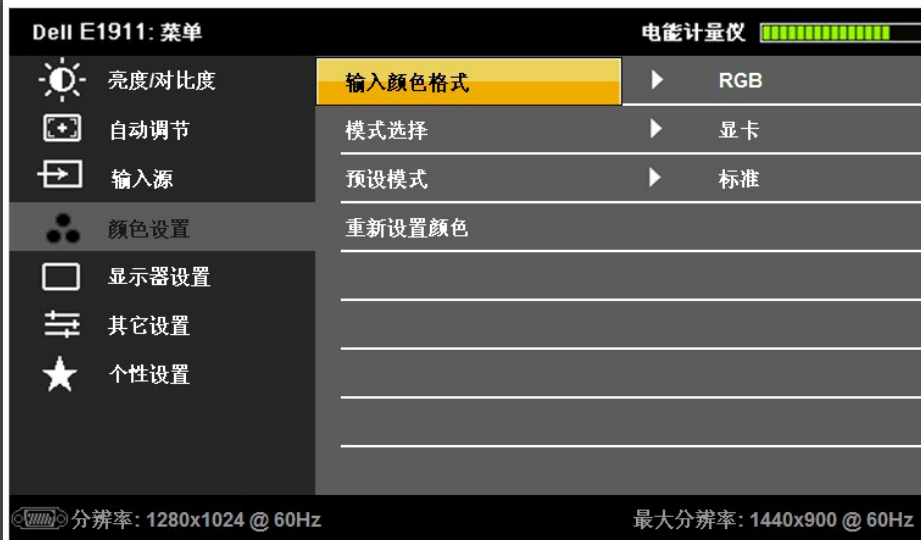 Dell E1911: 菜单 电能计量仪
亮度/对比度 输入颜色格式 RGB
自动调节 模式选择 显卡
输入源 预设模式 标准
颜色设置 重新设置颜色
显示器设置
其它设置
个性设置
分辨率: 1280x1024 @ 60Hz 最大分辨率: 1440x900 @ 60Hz